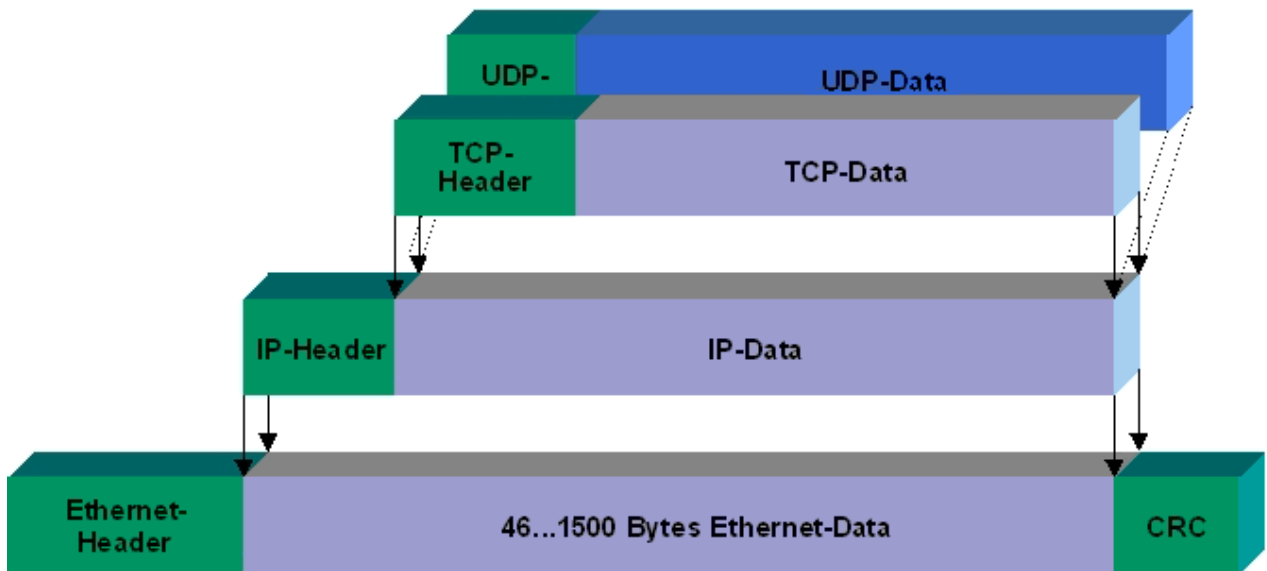 UDP-
UDP-Data
TCP-
Header
TCP-Data
IP-Header
IP-Data
Ethernet-
Header
46...1500 Bytes Ethernet-Data
CRC